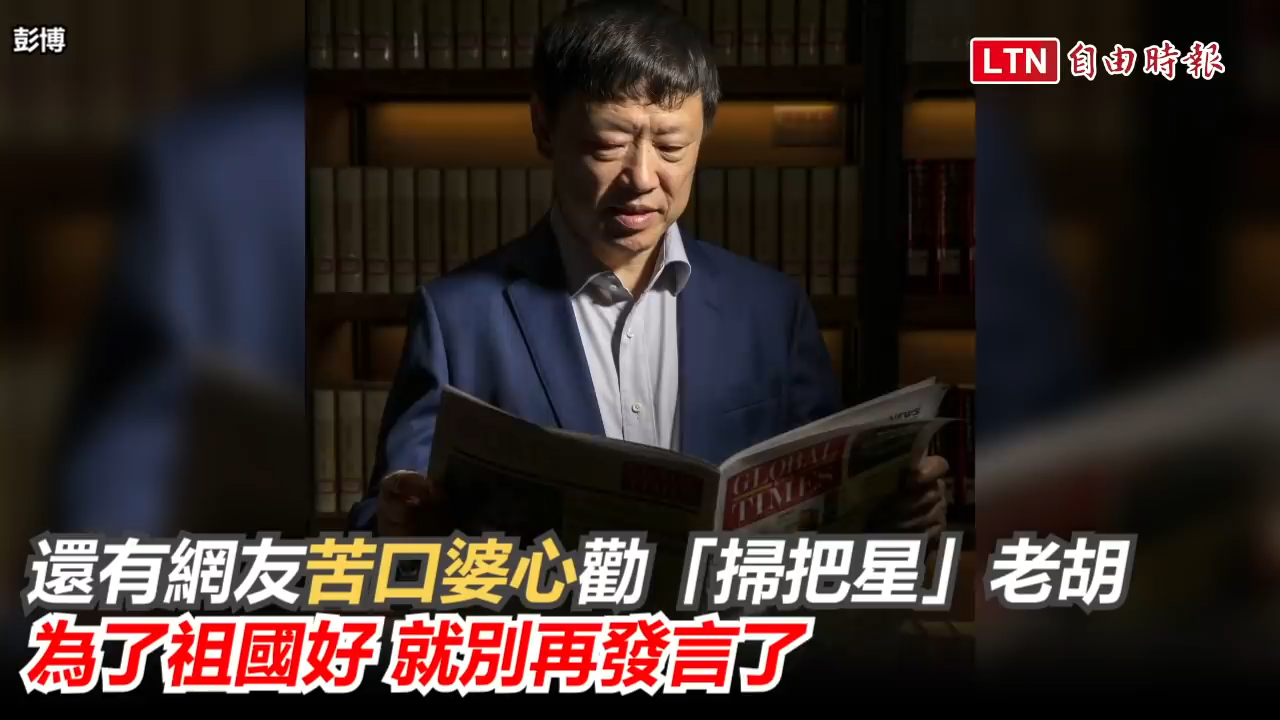 彭博
LTN 自由時報
NEWS
GLOBAL
TIMES
還有網友苦口婆心勸「掃把星」老胡
為了祖國好 就別再發言了